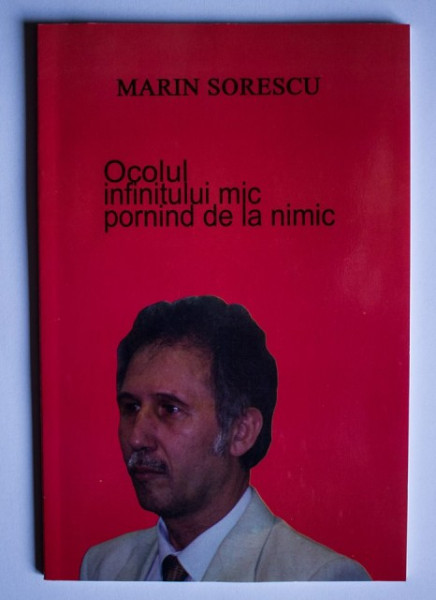 MARIN SORESCU
Ocolul
infinitului mic
pornind de la nimic